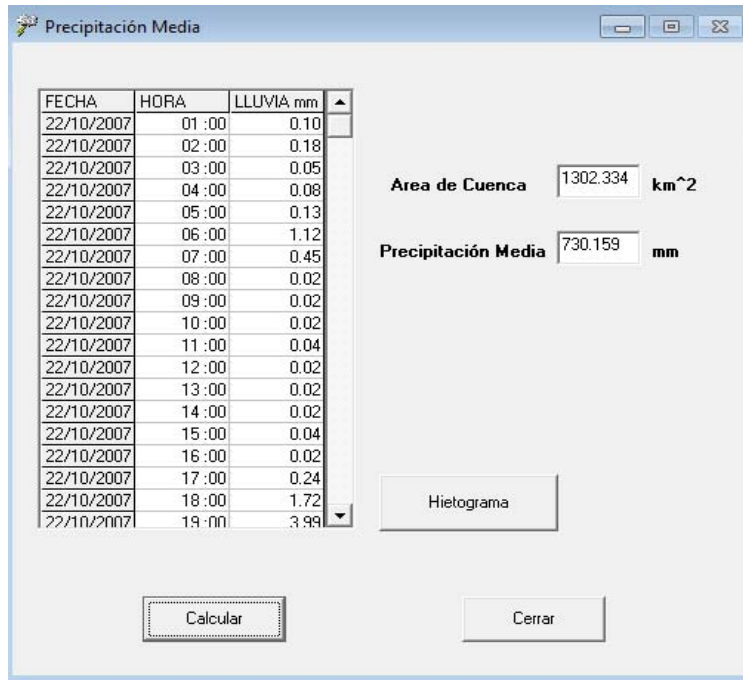 Precipitación Media
FECHA HORA LLUVIA mm
22/10/2007 01 :00 0.10
22/10/2007 02 :00 0.18
22/10/2007 03 :00 0.05
22/10/2007 04 :00 0.08
22/10/2007 05 :00 0.13
22/10/2007 06 :00 1.12
22/10/2007 07 :00 0.45
22/10/2007 08 :00 0.02
22/10/2007 09 :00 0.02
22/10/2007 10 :00 0.02
22/10/2007 11 :00 0.04
22/10/2007 12 :00 0.02
22/10/2007 13 :00 0.02
22/10/2007 14 :00 0.02
22/10/2007 15 :00 0.04
22/10/2007 16 :00 0.02
22/10/2007 17 :00 0.24
22/10/2007 18 :00 1.72
22/10/2007 19 :00 3.99
Area de Cuenca 1302.334 km^2
Precipitación Media 730.159 mm
Hietograma
Calcular Cerrar